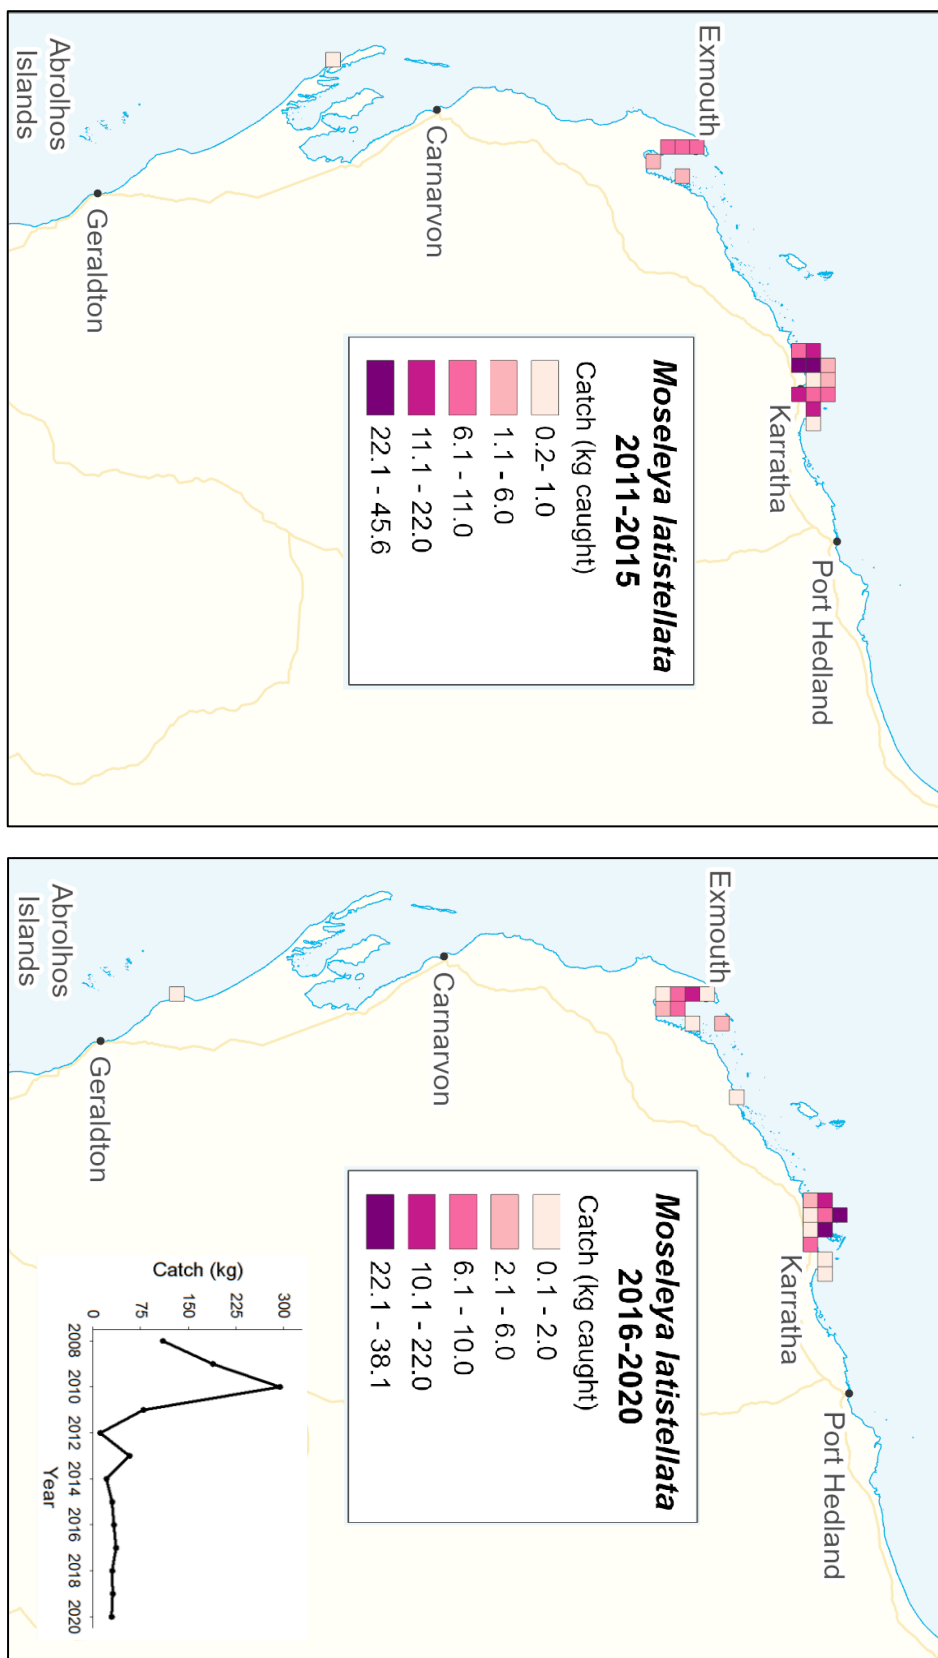 Exmouth
Abrolhos
Islands
Carnarvon
Geraldton
Karratha
Port Hedland
Moseleya latistellata
2011-2015
Catch (kg caught)
0.2- 1.0
1.1 - 6.0
6.1 - 11.0
11.1 - 22.0
22.1 - 45.6
Exmouth
Abrolhos
Islands
Carnarvon
Geraldton
Karratha
Port Hedland
Moseleya latistellata
2016-2020
Catch (kg caught)
0.1 - 2.0
2.1 - 6.0
6.1 - 10.0
10.1 - 22.0
22.1 - 38.1
Catch (kg)
300
225
150
75
0
2008
2010
2012
2014
2016
2018
2020
Year